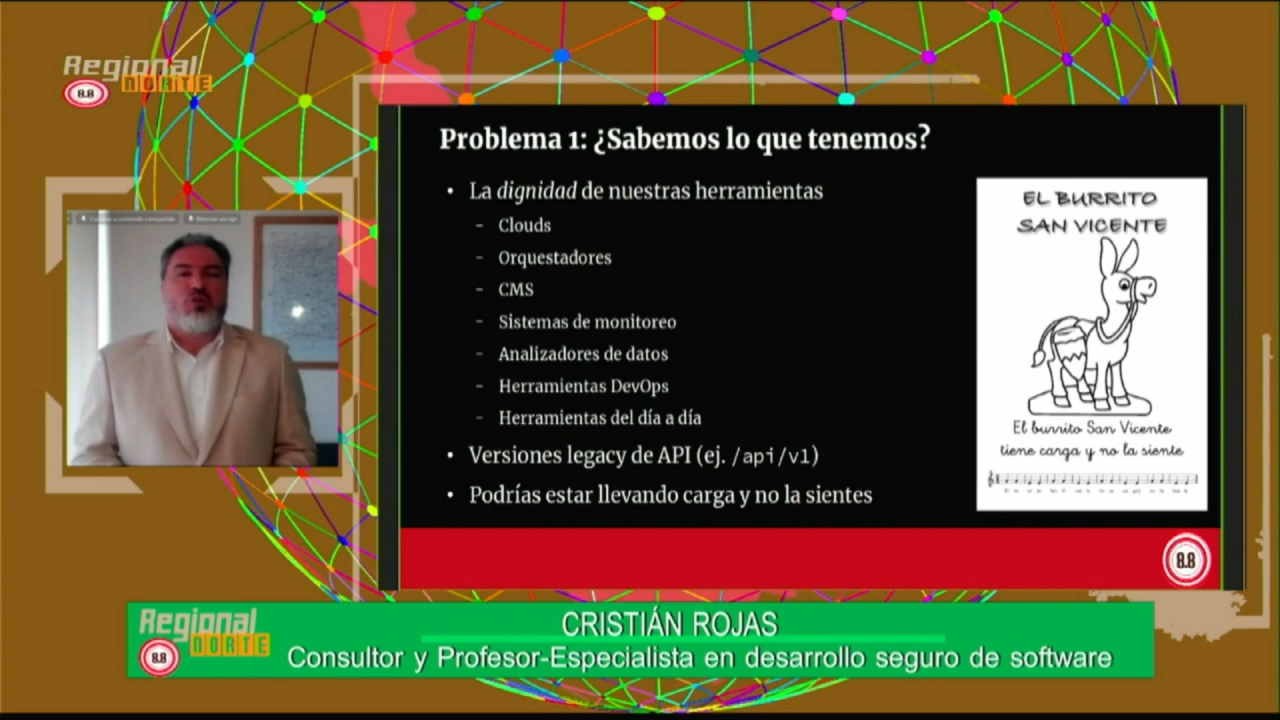 Regional
NORTE
8.8
Problema 1: ¿Sabemos lo que tenemos?
• La dignidad de nuestras herramientas
- Clouds
- Orquestadores
- CMS
- Sistemas de monitoreo
- Analizadores de datos
- Herramientas DevOps
- Herramientas del día a día
• Versiones legacy de API (ej. /api/v1)
• Podrías estar llevando carga y no la sientes
EL BURRITO
SAN VICENTE
El burrito San Vicente
tiene carga y no la siente
8.8
Regional
NORTE
8.8
CRISTIÁN ROJAS
Consultor y Profesor-Especialista en desarrollo seguro de software